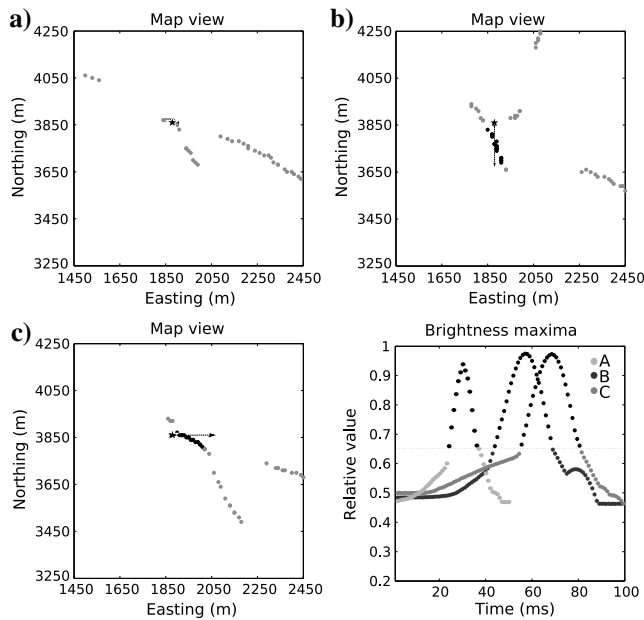 a)
Map view
4250
4050
3850
3650
3450
3250
Northing (m)
1450 1650 1850 2050 2250 2450
Easting (m)
b)
Map view
4250
4050
3850
3650
3450
3250
Northing (m)
1450 1650 1850 2050 2250 2450
Easting (m)
c)
Map view
4250
4050
3850
3650
3450
3250
Northing (m)
1450 1650 1850 2050 2250 2450
Easting (m)
Brightness maxima
A
B
C
1
0.9
0.8
0.7
0.6
0.5
0.4
0.3
0.2
Relative value
0 20 40 60 80 100
Time (ms)